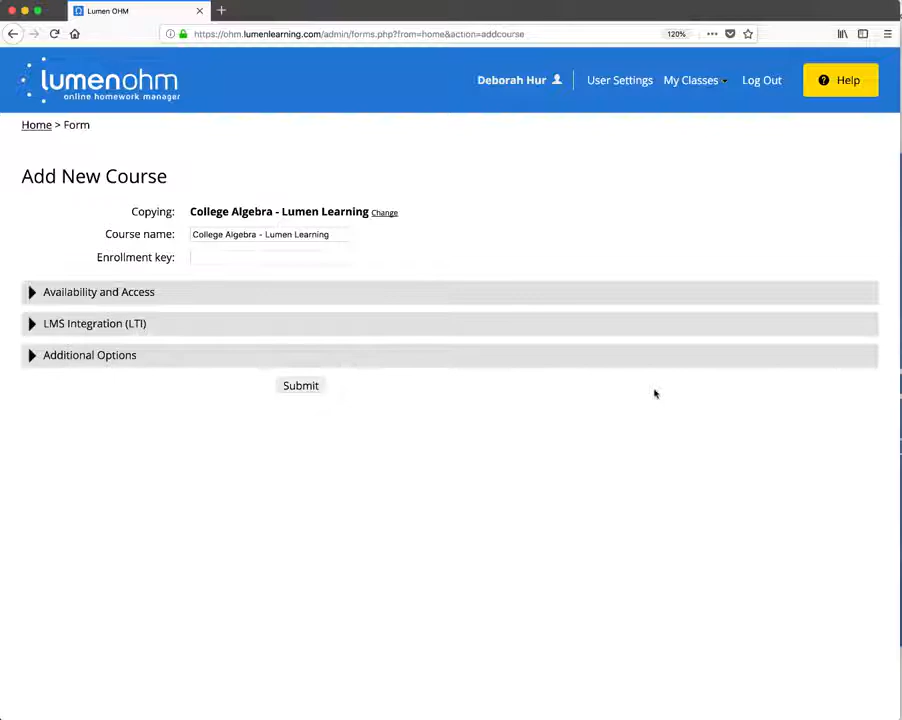 Lumen OHM
https://ohm.lumenlearning.com/admin/forms.php?from=home&action=addcourse 120%
lumenohm
online homework manager
Deborah Hur User Settings My Classes Log Out ? Help
Home > Form
Add New Course
Copying: College Algebra - Lumen Learning Change
Course name: College Algebra - Lumen Learning
Enrollment key:
Availability and Access
LMS Integration (LTI)
Additional Options
Submit